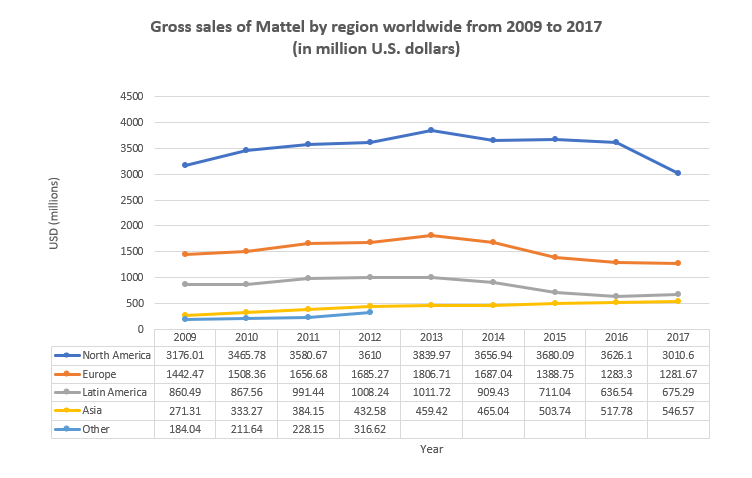 Gross sales of Mattel by region worldwide from 2009 to 2017
(in million U.S. dollars)
4500
4000
3500
3000
2500
2000
1500
1000
500
0
USD (millions)
2009 2010 2011 2012 2013 2014 2015 2016 2017
North America 3176.01 3465.78 3580.67 3610 3839.97 3656.94 3680.09 3626.1 3010.6
Europe 1442.47 1508.36 1656.68 1685.27 1806.71 1687.04 1388.75 1283.3 1281.67
Latin America 860.49 867.56 991.44 1008.24 1011.72 909.43 711.04 636.54 675.29
Asia 271.31 333.27 384.15 432.58 459.42 465.04 503.74 517.78 546.57
Other 184.04 211.64 228.15 316.62
Year